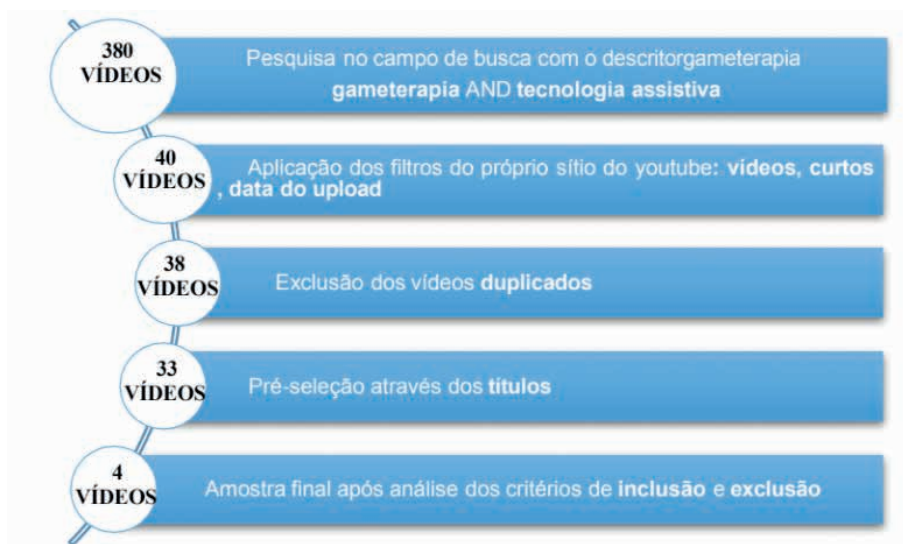 380
VÍDEOS
Pesquisa no campo de busca com o descritorgameterapia
gameterapia AND tecnologia assistiva
40
VÍDEOS
Aplicação dos filtros do próprio sítio do youtube: vídeos, curtos
, data do upload
38
VÍDEOS
Exclusão dos vídeos duplicados
33
VÍDEOS
Pré-seleção através dos títulos
4
VÍDEOS
Amostra final após análise dos critérios de inclusão e exclusão